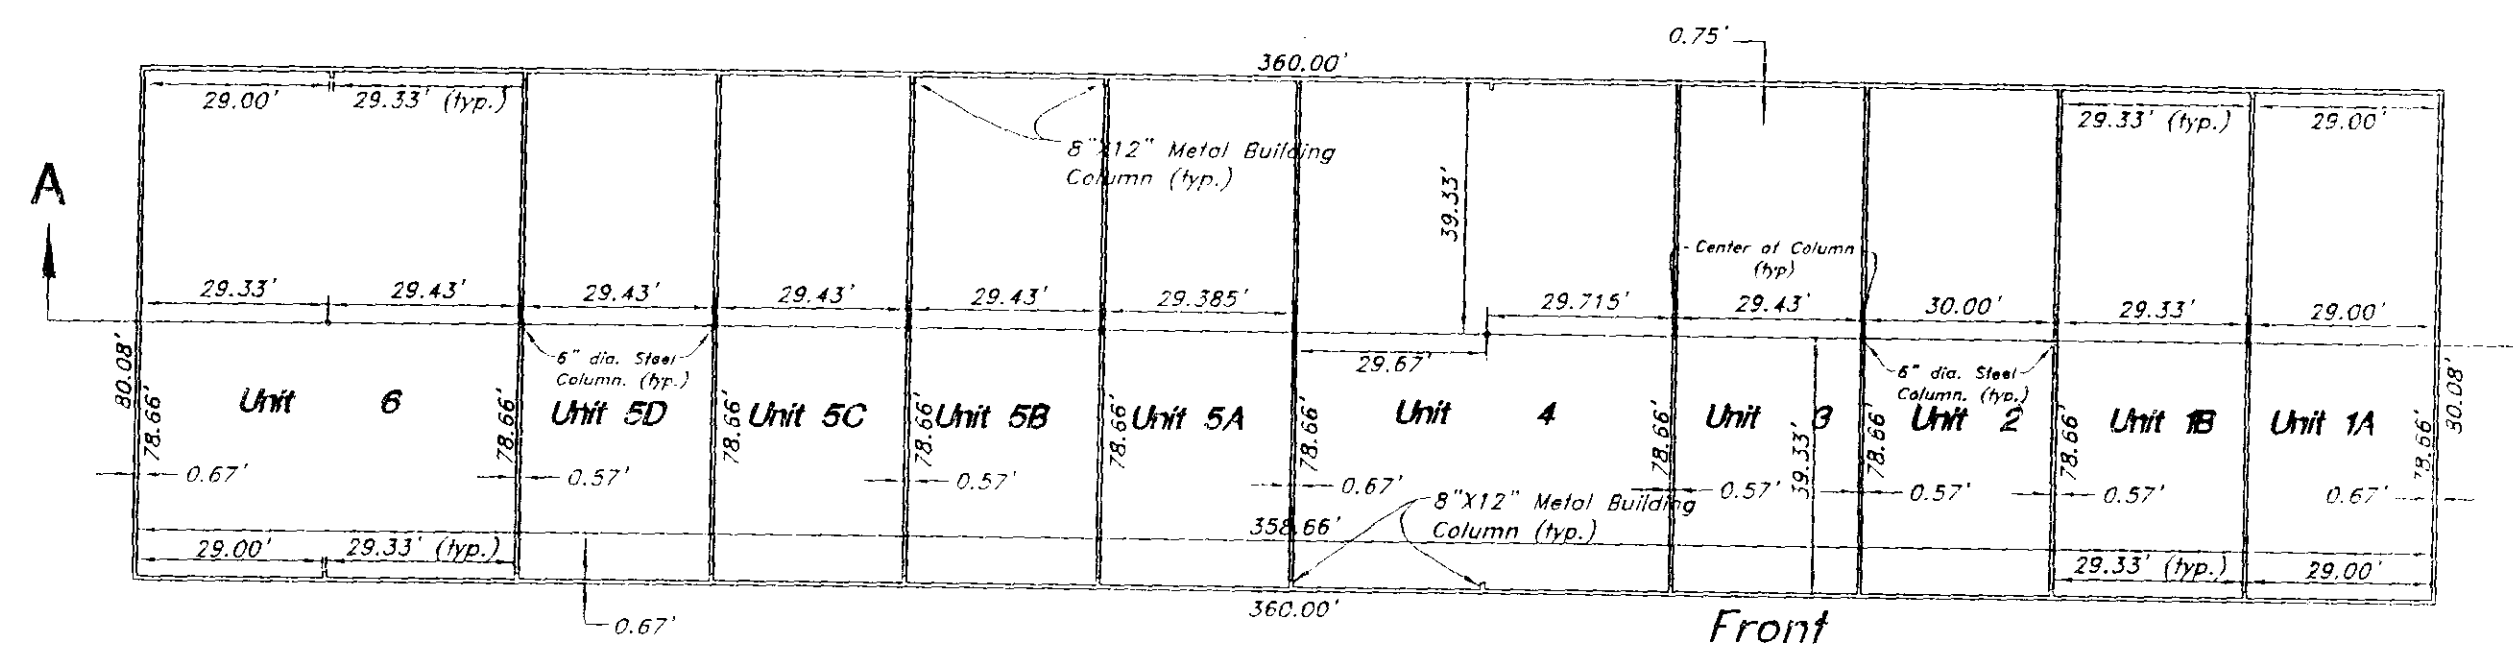 0.75'
360.00'
29.00'
29.33' (typ.)
29.33' (typ.)
29.00'
8"X12" Metal Building
Column (typ.)
A
39.33'
Center of Column
(typ)
29.33'
29.43'
29.43'
29.43'
29.43'
29.385'
29.715'
29.43'
30.00'
29.33'
29.00'
6" dia. Steel
Column. (typ.)
29.67'
6" dia. Steel
Column. (typ.)
80.08'
78.66'
Unit 6
78.66'
Unit 5D
78.66'
Unit 5C
78.66'
Unit 5B
78.66'
Unit 5A
78.66'
Unit 4
78.66'
Unit 3
39.33'
78.66'
Unit 2
78.66'
Unit 1B
Unit 1A
78.66'
0.67'
0.57'
0.57'
0.67'
0.57'
0.57'
0.57'
0.67'
8"X12" Metal Building
Column (typ.)
358.66'
29.00'
29.33' (typ.)
29.33' (typ.)
29.00'
360.00'
0.67'
Front